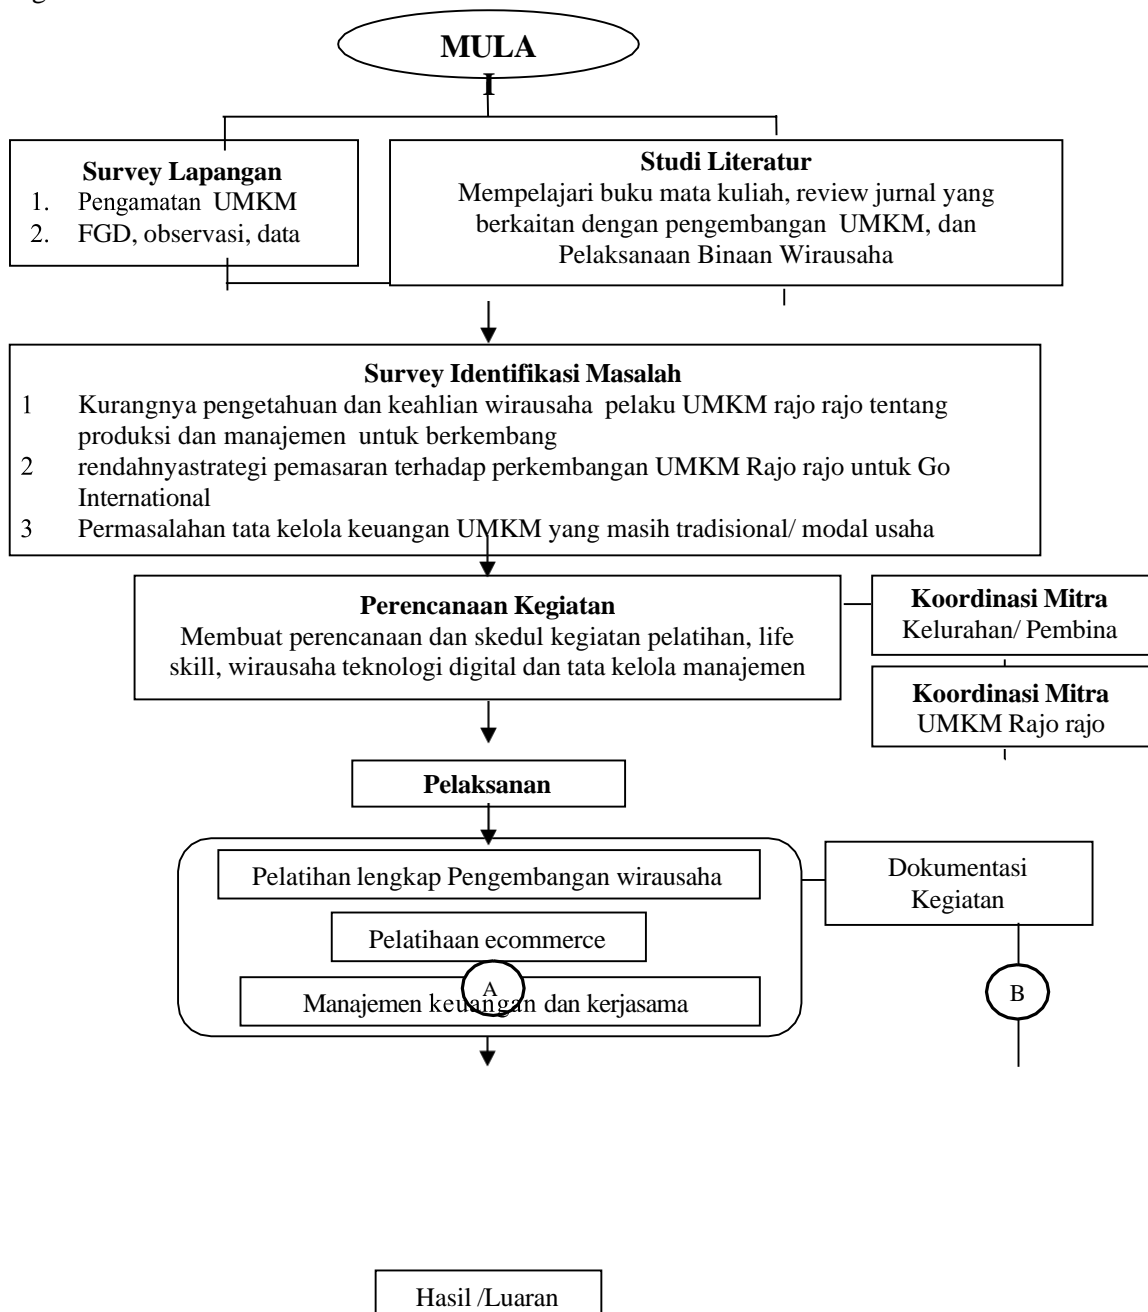 MULA
I
Survey Lapangan
1. Pengamatan UMKM
2. FGD, observasi, data
Studi Literatur
Mempelajari buku mata kuliah, review jurnal yang
berkaitan dengan pengembangan UMKM, dan
Pelaksanaan Binaan Wirausaha
Survey Identifikasi Masalah
1 Kurangnya pengetahuan dan keahlian wirausaha pelaku UMKM rajo rajo tentang
produksi dan manajemen untuk berkembang
2 rendahnyastrategi pemasaran terhadap perkembangan UMKM Rajo rajo untuk Go
International
3 Permasalahan tata kelola keuangan UMKM yang masih tradisional/ modal usaha
Perencanaan Kegiatan
Membuat perencanaan dan skedul kegiatan pelatihan, life
skill, wirausaha teknologi digital dan tata kelola manajemen
Koordinasi Mitra
Kelurahan/ Pembina
Koordinasi Mitra
UMKM Rajo rajo
Pelaksanan
Pelatihan lengkap Pengembangan wirausaha
Pelatihaan ecommerce
A
Manajemen keuangan dan kerjasama
Dokumentasi
Kegiatan
B
Hasil /Luaran